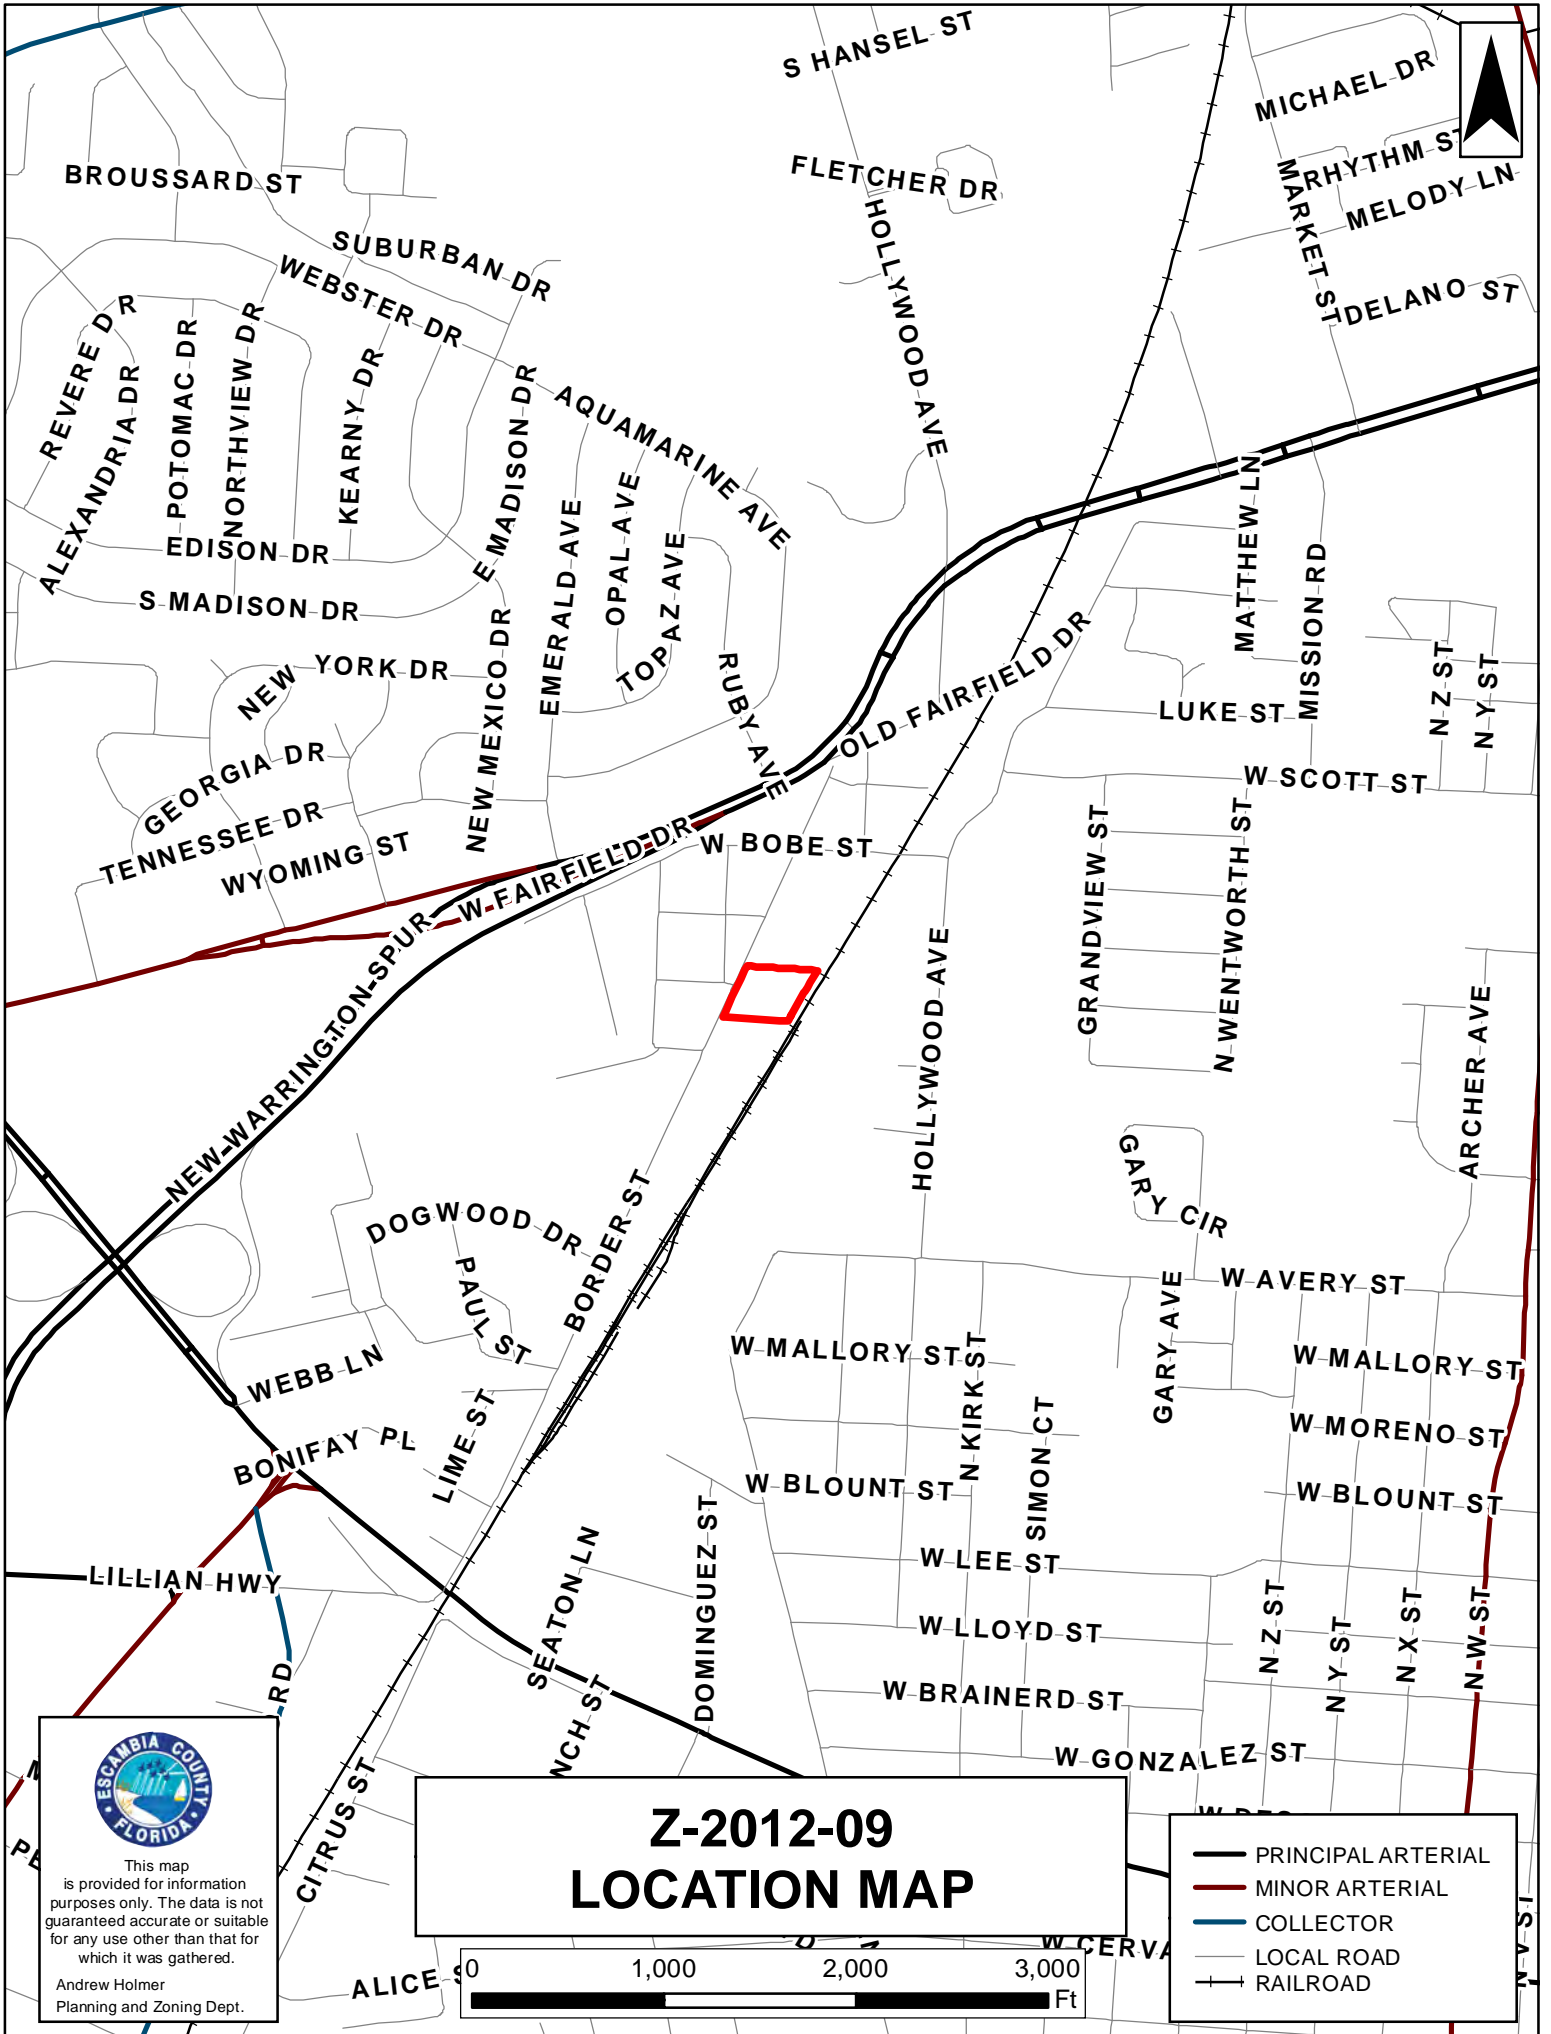 S HANSEL ST
MICHAEL DR
RHYTHM ST
MELODY LN
MARKET ST
FLETCHER DR
BROUSSARD ST
HOLLYWOOD AVE
SUBURBAN DR
WEBSTER DR
DELANO ST
REVERE DR
ALEXANDRIA DR
POTOMAC DR
NORTHVIEW DR
KEARNY DR
E MADISON DR
AQUAMARINE AVE
EMERALD AVE
OPAL AVE
TOPAZ AVE
EDISON DR
S MADISON DR
MATTHEW LN
MISSION RD
N Z ST
N Y ST
NEW YORK DR
NEW MEXICO DR
RUBY AVE
OLD FAIRFIELD DR
LUKE ST
GEORGIA DR
W SCOTT ST
TENNESSEE DR
WYOMING ST
W FAIRFIELD DR
W BOBE ST
GRANDVIEW ST
N WENTWORTH ST
NEW WARRINGTON SPUR
HOLLYWOOD AVE
ARCHER AVE
GARY CIR
DOGWOOD DR
PAUL ST
BORDER ST
W AVERY ST
GARY AVE
W MALLORY ST
W MALLORY ST
WEBB LN
N KIRK ST
SIMON CT
W MORENO ST
BONIFAY PL
LIME ST
W BLOUNT ST
W BLOUNT ST
DOMINGUEZ ST
SEATON LN
W LEE ST
LILLIAN HWY
W LLOYD ST
N Z ST
N Y ST
N X ST
N W ST
W BRAINERD ST
RD
NCH ST
W GONZALEZ ST
CITRUS ST
ALICE S
W CERVA
ESCAMBIA COUNTY
FLORIDA
This map
is provided for information
purposes only. The data is not
guaranteed accurate or suitable
for any use other than that for
which it was gathered.
Andrew Holmer
Planning and Zoning Dept.
Z-2012-09
LOCATION MAP
0 1,000 2,000 3,000
Ft
PRINCIPAL ARTERIAL
MINOR ARTERIAL
COLLECTOR
LOCAL ROAD
RAILROAD